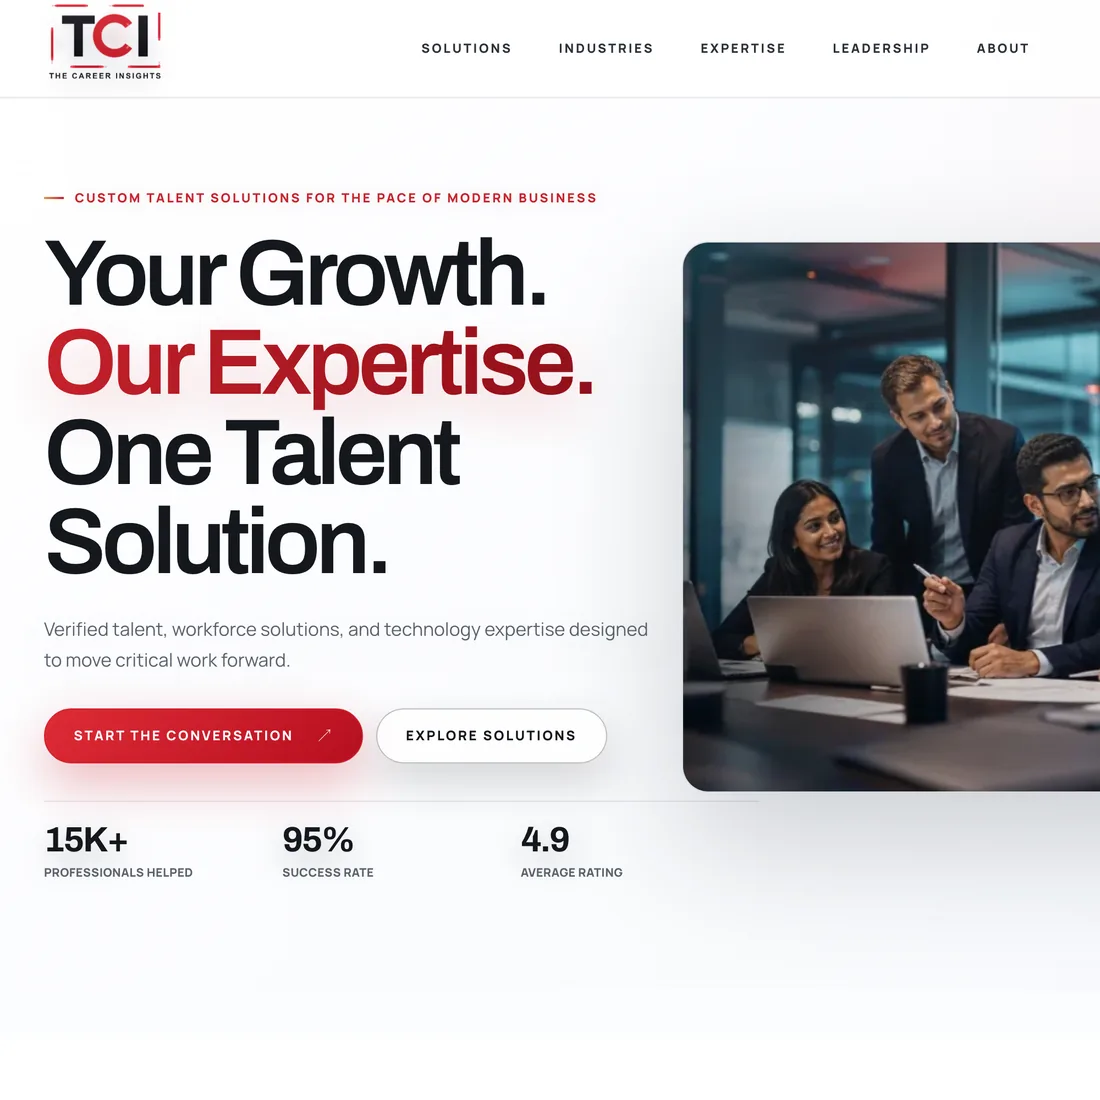 TCI
THE CAREER INSIGHTS
SOLUTIONS INDUSTRIES EXPERTISE LEADERSHIP ABOUT
CUSTOM TALENT SOLUTIONS FOR THE PACE OF MODERN BUSINESS
Your Growth.
Our Expertise.
One Talent
Solution.
Verified talent, workforce solutions, and technology expertise designed
to move critical work forward.
START THE CONVERSATION EXPLORE SOLUTIONS
15K+ 95% 4.9
PROFESSIONALS HELPED SUCCESS RATE AVERAGE RATING